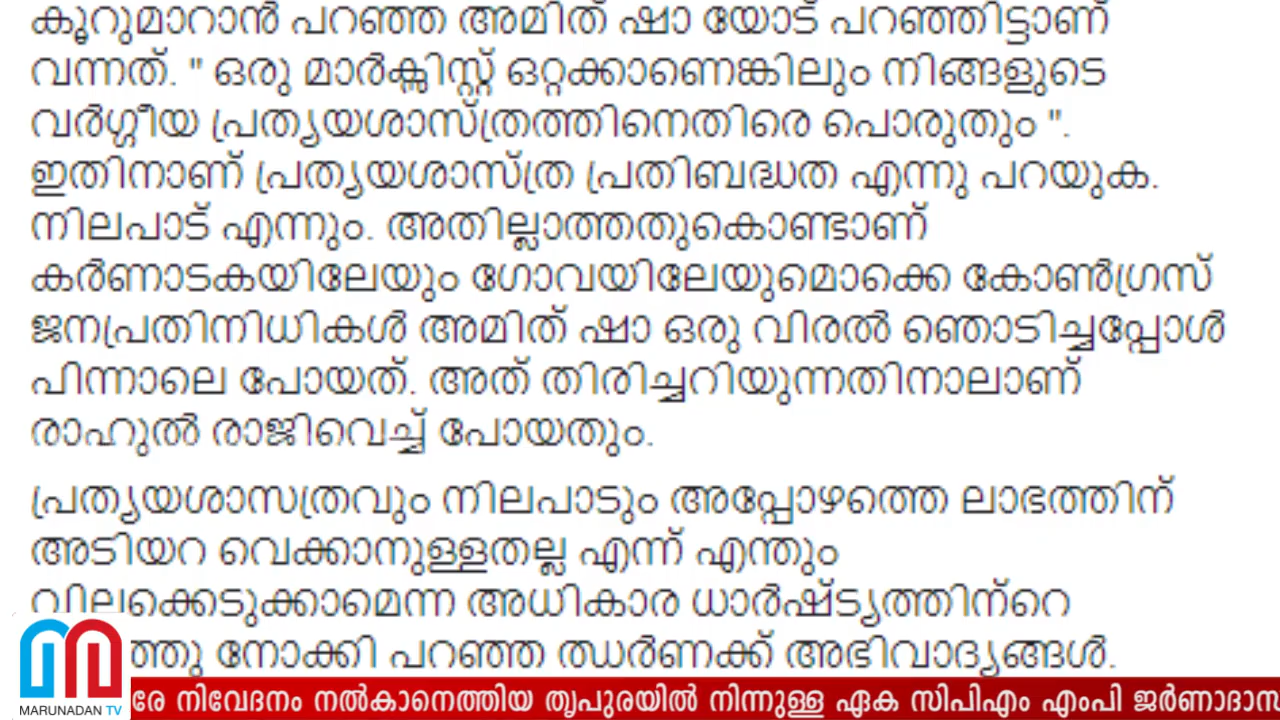 കൂറുമാറാൻ പറഞ്ഞ അമിത് ഷാ യോട് പറഞ്ഞിട്ടാണ്
വന്നത്. " ഒരു മാർക്സിസ്റ്റ് ഒറ്റക്കാണെങ്കിലും നിങ്ങളുടെ
വർഗ്ഗീയ പ്രത്യയശാസ്ത്രത്തിനെതിരെ പൊരുതും ".
ഇതിനാണ് പ്രത്യയശാസ്ത്ര പ്രതിബദ്ധത എന്നു പറയുക.
നിലപാട് എന്നും. അതില്ലാത്തതുകൊണ്ടാണ്
കർണാടകയിലേയും ഗോവയിലേയുമൊക്കെ കോൺഗ്രസ്
ജനപ്രതിനിധികൾ അമിത് ഷാ ഒരു വിരൽ ഞൊടിച്ചപ്പോൾ
പിന്നാലെ പോയത്. അത് തിരിച്ചറിയുന്നതിനാലാണ്
രാഹുൽ രാജിവെച്ച് പോയതും.
പ്രത്യയശാസത്രവും നിലപാടും അപ്പോഴത്തെ ലാഭത്തിന്
അടിയറ വെക്കാനുള്ളതല്ല എന്ന് എന്തും
വിലക്കെടുക്കാമെന്ന അധികാര ധാർഷ്ട്യത്തിന്റെ
നോക്കി പറഞ്ഞ ഝർണക്ക് അഭിവാദ്യങ്ങൾ.
MARUNADAN TV
രേ നിവേദനം നൽകാനെത്തിയ തൃപുരയിൽ നിന്നുള്ള ഏക സിപിഎം എംപി ജർണാദാസ